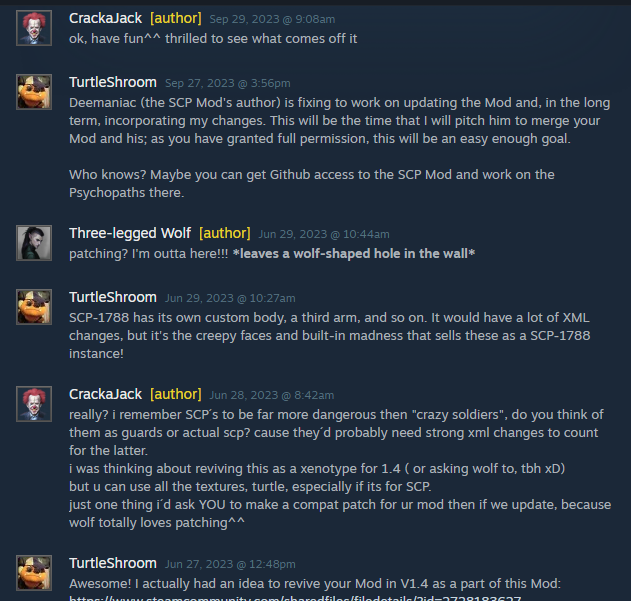 CrackaJack [author] Sep 29, 2023 @ 9:08am
ok, have fun^^ thrilled to see what comes off it
TurtleShroom Sep 27, 2023 @ 3:56pm
Deemaniac (the SCP Mod's author) is fixing to work on updating the Mod and, in the long
term, incorporating my changes. This will be the time that I will pitch him to merge your
Mod and his; as you have granted full permission, this will be an easy enough goal.
Who knows? Maybe you can get Github access to the SCP Mod and work on the
Psychopaths there.
Three-legged Wolf [author] Jun 29, 2023 @ 10:44am
patching? I'm outta here!!! *leaves a wolf-shaped hole in the wall*
TurtleShroom Jun 29, 2023 @ 10:27am
SCP-1788 has its own custom body, a third arm, and so on. It would have a lot of XML
changes, but it's the creepy faces and built-in madness that sells these as a SCP-1788
instance!
CrackaJack [author] Jun 28, 2023 @ 8:42am
really? i remember SCP´s to be far more dangerous then "crazy soldiers", do you think of
them as guards or actual scp? cause they´d probably need strong xml changes to count
for the latter.
i was thinking about reviving this as a xenotype for 1.4 ( or asking wolf to, tbh xD)
but u can use all the textures, turtle, especially if its for SCP.
just one thing i´d ask YOU to make a compat patch for ur mod then if we update, because
wolf totally loves patching^^
TurtleShroom Jun 27, 2023 @ 12:48pm
Awesome! I actually had an idea to revive your Mod in V1.4 as a part of this Mod:
https://www.steamcommunity.com/sharedfiles/filedetails/?id=2728183627